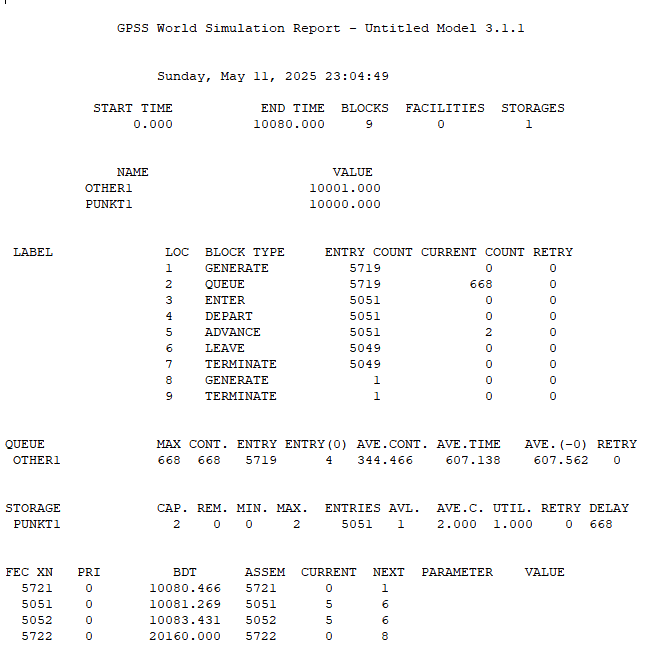 GPSS World Simulation Report - Untitled Model 3.1.1
Sunday, May 11, 2025 23:04:49
START TIME END TIME BLOCKS FACILITIES STORAGES
0.000 10080.000 9 0 1
NAME VALUE
OTHER1 10001.000
PUNKT1 10000.000
LABEL LOC BLOCK TYPE ENTRY COUNT CURRENT COUNT RETRY
1 GENERATE 5719 0 0
2 QUEUE 5719 668 0
3 ENTER 5051 0 0
4 DEPART 5051 0 0
5 ADVANCE 5051 2 0
6 LEAVE 5049 0 0
7 TERMINATE 5049 0 0
8 GENERATE 1 0 0
9 TERMINATE 1 0 0
QUEUE MAX CONT. ENTRY ENTRY(0) AVE.CONT. AVE.TIME AVE.(-0) RETRY
OTHER1 668 668 5719 4 344.466 607.138 607.562 0
STORAGE CAP. REM. MIN. MAX. ENTRIES AVL. AVE.C. UTIL. RETRY DELAY
PUNKT1 2 0 0 2 5051 1 2.000 1.000 0 668
FEC XN PRI BDT ASSEM CURRENT NEXT PARAMETER VALUE
5721 0 10080.466 5721 0 1
5051 0 10081.269 5051 5 6
5052 0 10083.431 5052 5 6
5722 0 20160.000 5722 0 8